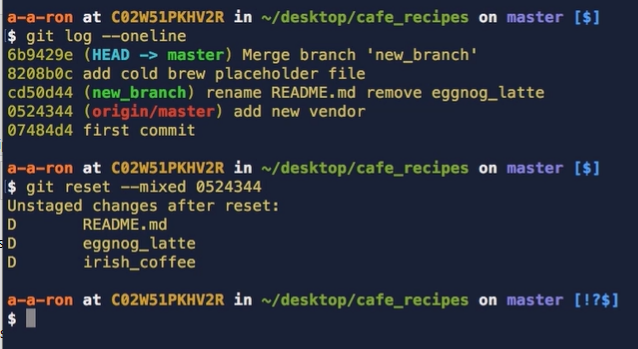 a-a-ron at C02W51PKHV2R in ~/desktop/cafe_recipes on master [$]
$ git log --oneline
6b9429e (HEAD -> master) Merge branch 'new_branch'
8208b0c add cold brew placeholder file
cd50d44 (new_branch) rename README.md remove eggnog_latte
0524344 (origin/master) add new vendor
07484d4 first commit
a-a-ron at C02W51PKHV2R in ~/desktop/cafe_recipes on master [$]
$ git reset --mixed 0524344
Unstaged changes after reset:
D README.md
D eggnog_latte
D irish_coffee
a-a-ron at C02W51PKHV2R in ~/desktop/cafe_recipes on master [!?$]
$